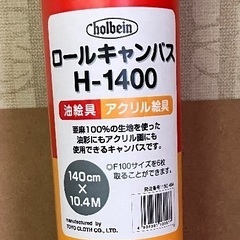 holbein
ロールキャンバス
H-1400
油絵具 アクリル絵具
亜麻100%の生地を使った
油彩にもアクリル画にも
使用できるキャンバスです。
140cm
×
10.4M
○F100サイズを6枚
取ることができます。
manufactured by
TOYO CLOTH CO., LTD.